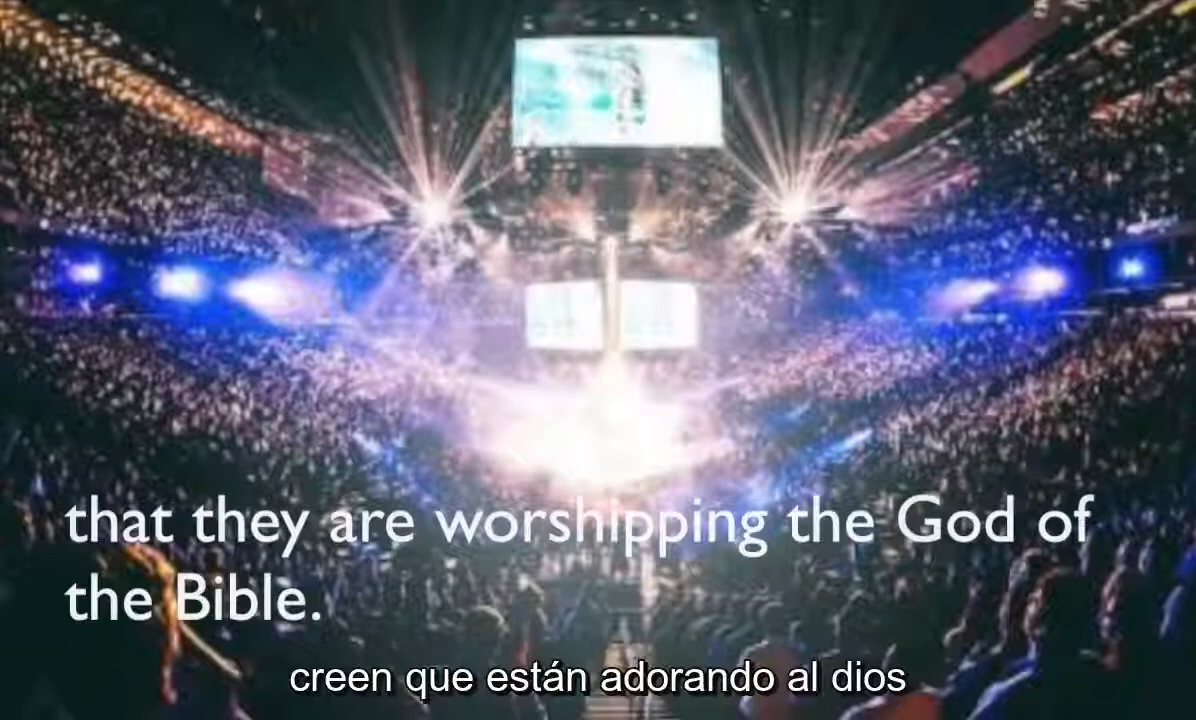 that they are worshipping the God of
the Bible.
creen que están adorando al dios